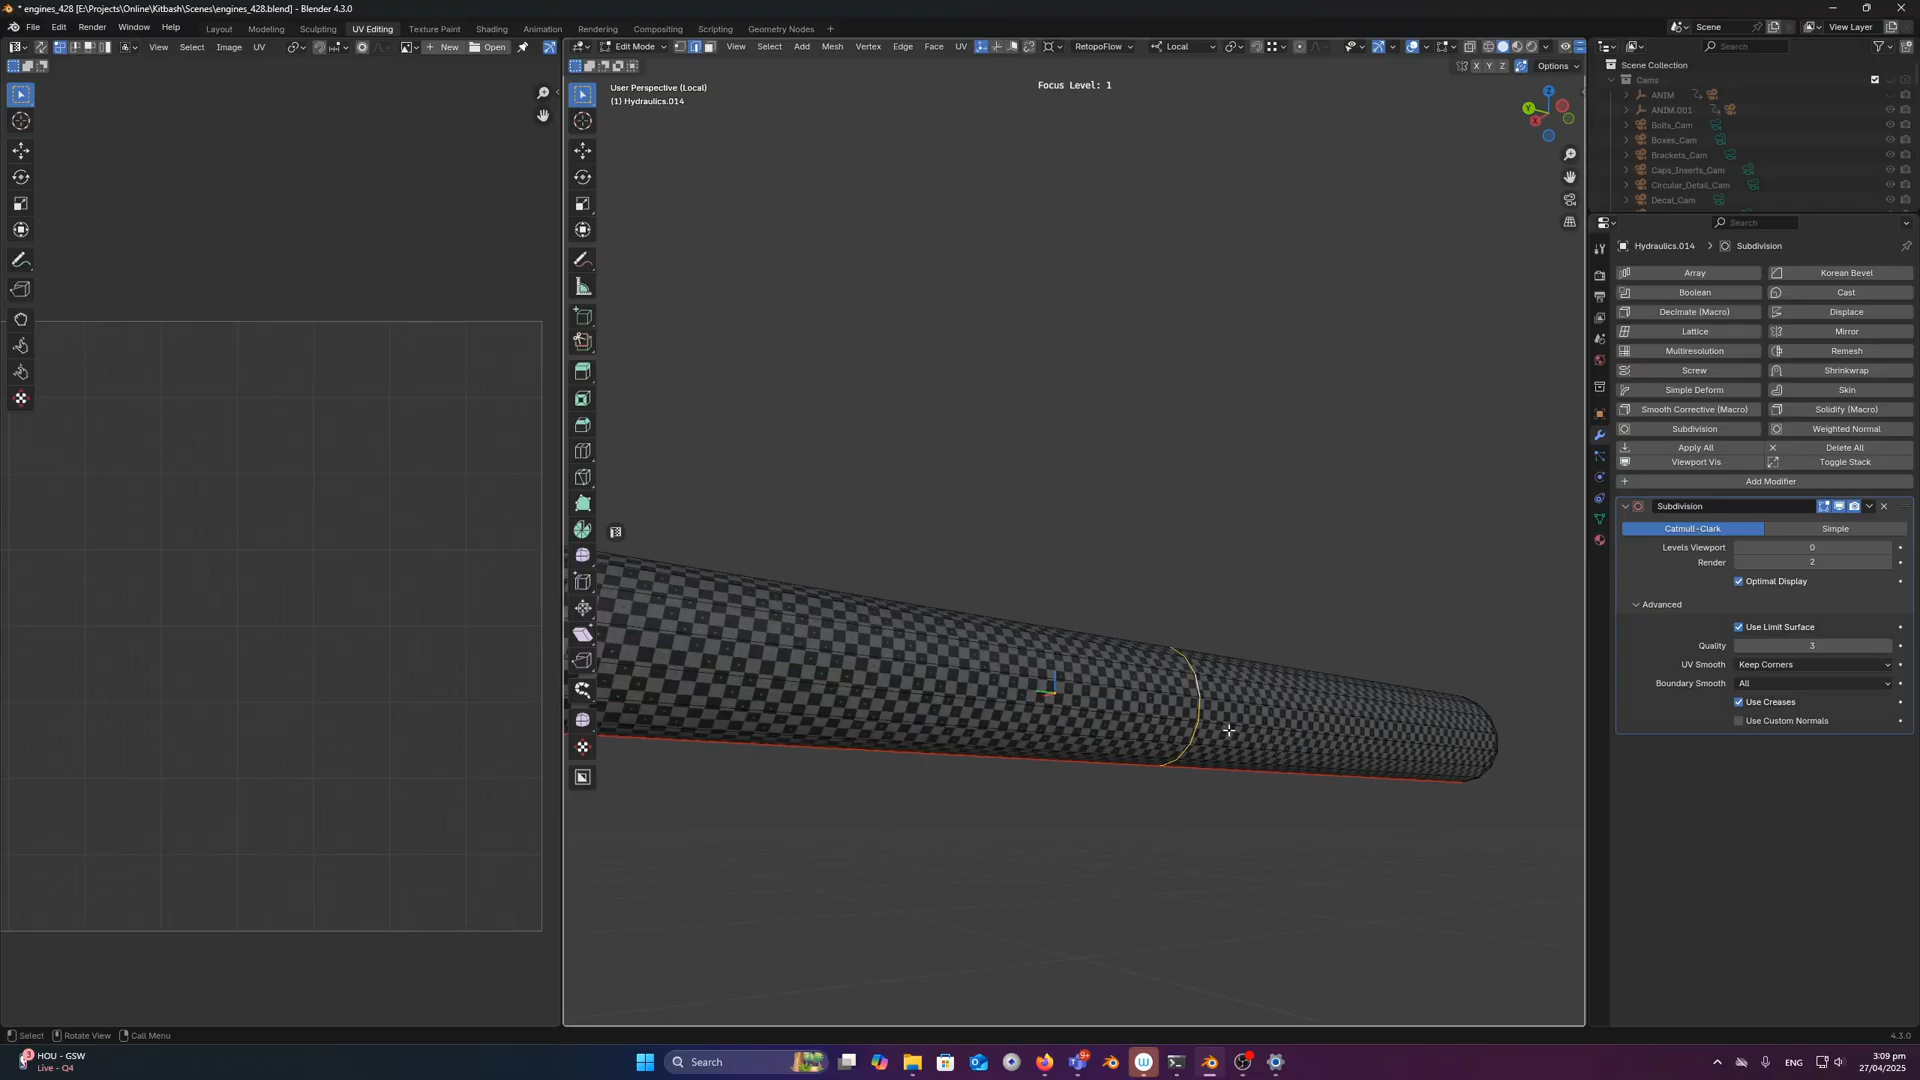 * engines_428 [E:\Projects\Online\Kitbash\Scenes\engines_428.blend] - Blender 4.3.0
File Edit Render Window Help
Layout Modeling Sculpting UV Editing Texture Paint Shading Animation Rendering Compositing Scripting Geometry Nodes +
Scene View Layer
View Select Image UV New Open
Edit Mode View Select Add Mesh Vertex Edge Face UV RetopoFlow Local
Search
X Y Z Options
User Perspective (Local)
(1) Hydraulics.014
Focus Level: 1
Z
Y
X
Scene Collection
Cams
ANIM
ANIM.001
Bolts_Cam
Boxes_Cam
Brackets_Cam
Caps_Inserts_Cam
Circular_Detail_Cam
Decal_Cam
Search
Hydraulics.014 > Subdivision
Array Korean Bevel
Boolean Cast
Decimate (Macro) Displace
Lattice Mirror
Multiresolution Remesh
Screw Shrinkwrap
Simple Deform Skin
Smooth Corrective (Macro) Solidify (Macro)
Subdivision Weighted Normal
Apply All Delete All
Viewport Vis Toggle Stack
Add Modifier
Subdivision
Catmull-Clark Simple
Levels Viewport 0
Render 2
Optimal Display
Advanced
Use Limit Surface
Quality 3
UV Smooth Keep Corners
Boundary Smooth All
Use Creases
Use Custom Normals
Select Rotate View Call Menu
4.3.0
3
HOU - GSW
Live - Q4
Search
9+
ENG
3:09 pm
27/04/2025